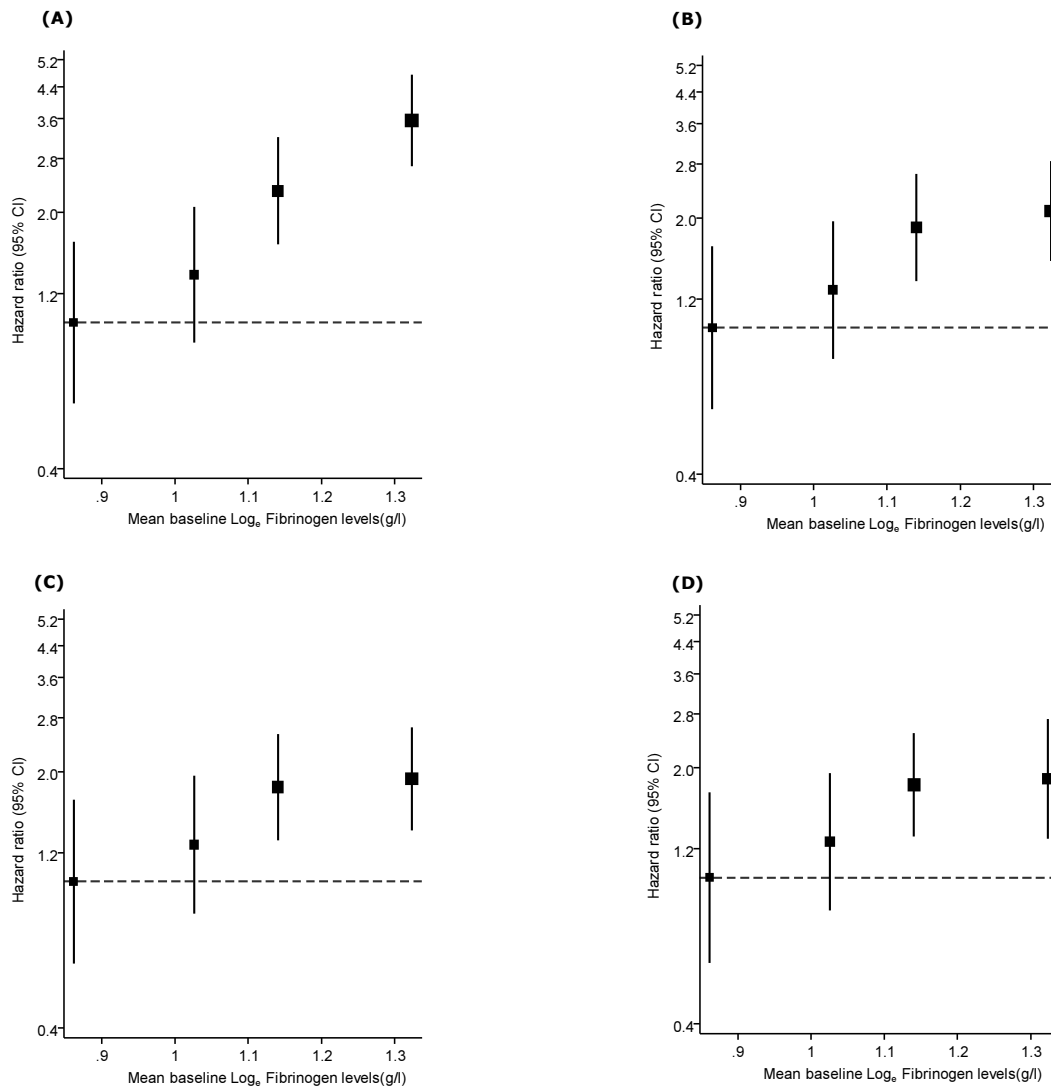 (A)
5.2
4.4
3.6
2.8
2.0
1.2
0.4
Hazard ratio (95% CI)
.9 1 1.1 1.2 1.3
Mean baseline Logₑ Fibrinogen levels(g/l)
(B)
5.2
4.4
3.6
2.8
2.0
1.2
0.4
Hazard ratio (95% CI)
.9 1 1.1 1.2 1.3
Mean baseline Logₑ Fibrinogen levels(g/l)
(C)
5.2
4.4
3.6
2.8
2.0
1.2
0.4
Hazard ratio (95% CI)
.9 1 1.1 1.2 1.3
Mean baseline Logₑ Fibrinogen levels(g/l)
(D)
5.2
4.4
3.6
2.8
2.0
1.2
0.4
Hazard ratio (95% CI)
.9 1 1.1 1.2 1.3
Mean baseline Logₑ Fibrinogen levels(g/l)